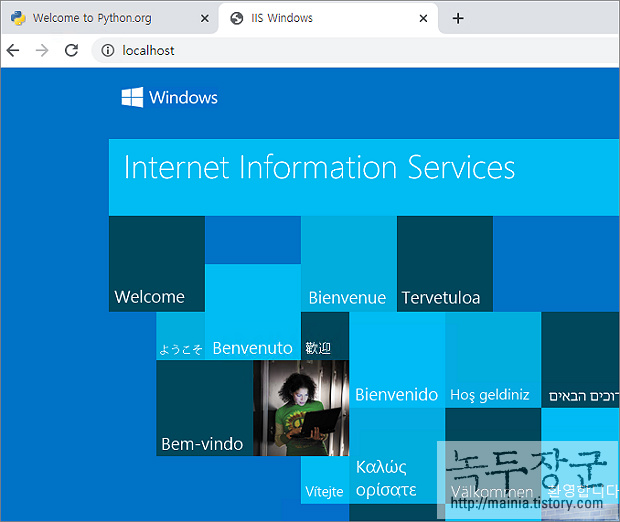 Welcome to Python.org
IIS Windows
localhost
Windows
Internet Information Services
Welcome
Bienvenue
Tervetuloa
ようこそ
Benvenuto
歡迎
Bienvenido
Hoş geldiniz
ברוכים הבאים
Bem-vindo
Καλώς
ορίσατε
Vítejte
Välkommen
환영합니다
녹두장군
http://mainia.tistory.com